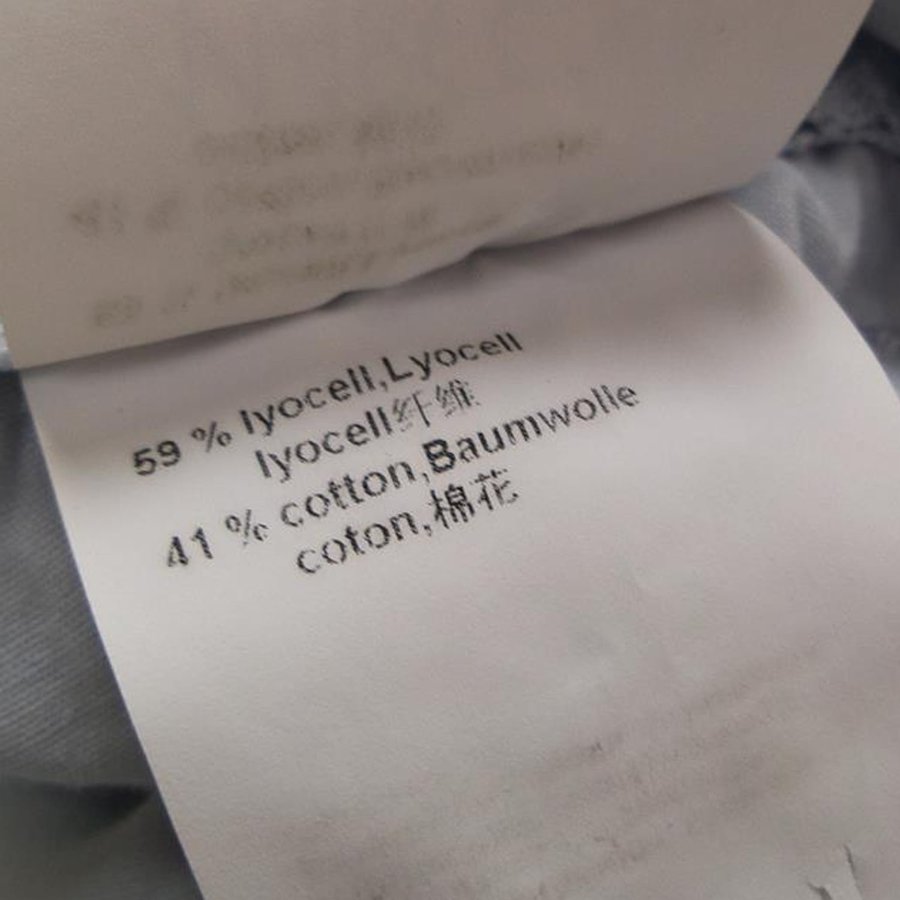 59 % lyocell,Lyocell
lyocell纤维
41 % cotton,Baumwolle
coton,棉花